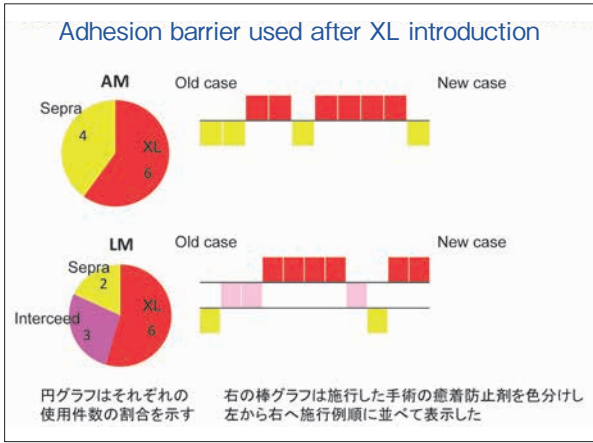 Adhesion barrier used after XL introduction
AM
Old case
New case
Sepra
4
XL
6
LM
Old case
New case
Sepra
2
XL
Interceed
3
6
円グラフはそれぞれの
使用件数の割合を示す
右の棒グラフは施行した手術の癒着防止剤を色分けし
左から右へ施行例順に並べて表示した